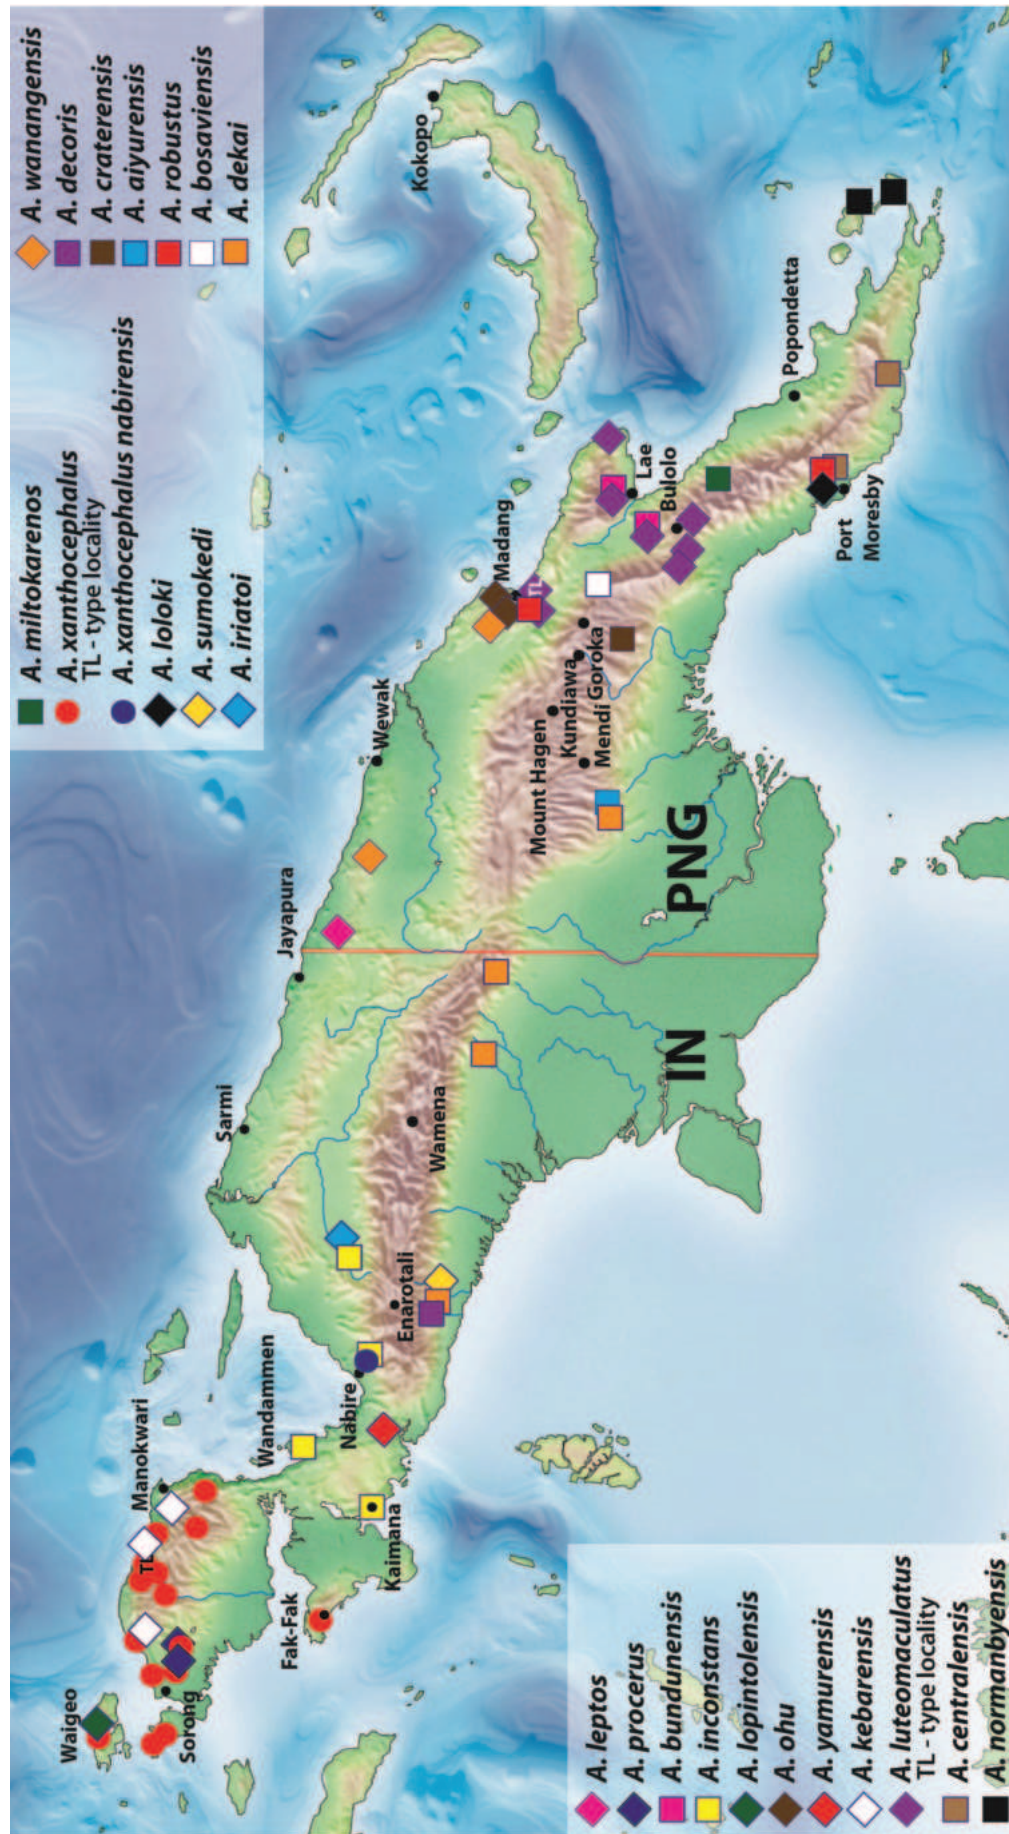 A. miltokarenos
A. xanthocephalus
TL - type locality
A. xanthocephalus nabirensis
A. loloki
A. sumokedi
A. iriatoi
A. wanangensis
A. decoris
A. craterensis
A. aiyurensis
A. robustus
A. bosaviensis
A. dekai
Waigeo
Sorong
TL
Manokwari
Fak-Fak
Kaimana
Wandammen
Nabire
Enarotali
Sarmi
Wamena
Jayapura
IN
PNG
Wewak
Mount Hagen
Kundiawa
Mendi
Goroka
Madang
TL
Lae
Bulolo
Kokopo
Popondetta
Port
Moresby
A. leptos
A. procerus
A. bundunensis
A. inconstans
A. lopintolensis
A. ohu
A. yamurensis
A. kebarensis
A. luteomaculatus
TL - type locality
A. centralensis
A. normanbyensis